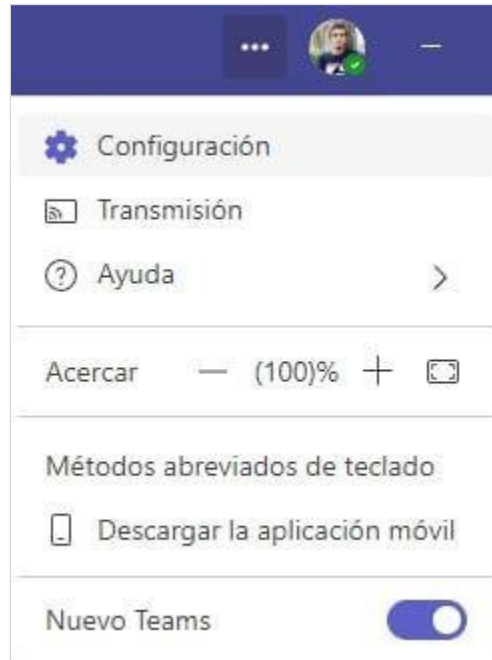 Configuración
Transmisión
Ayuda
Acercar — (100)% +
Métodos abreviados de teclado
Descargar la aplicación móvil
Nuevo Teams